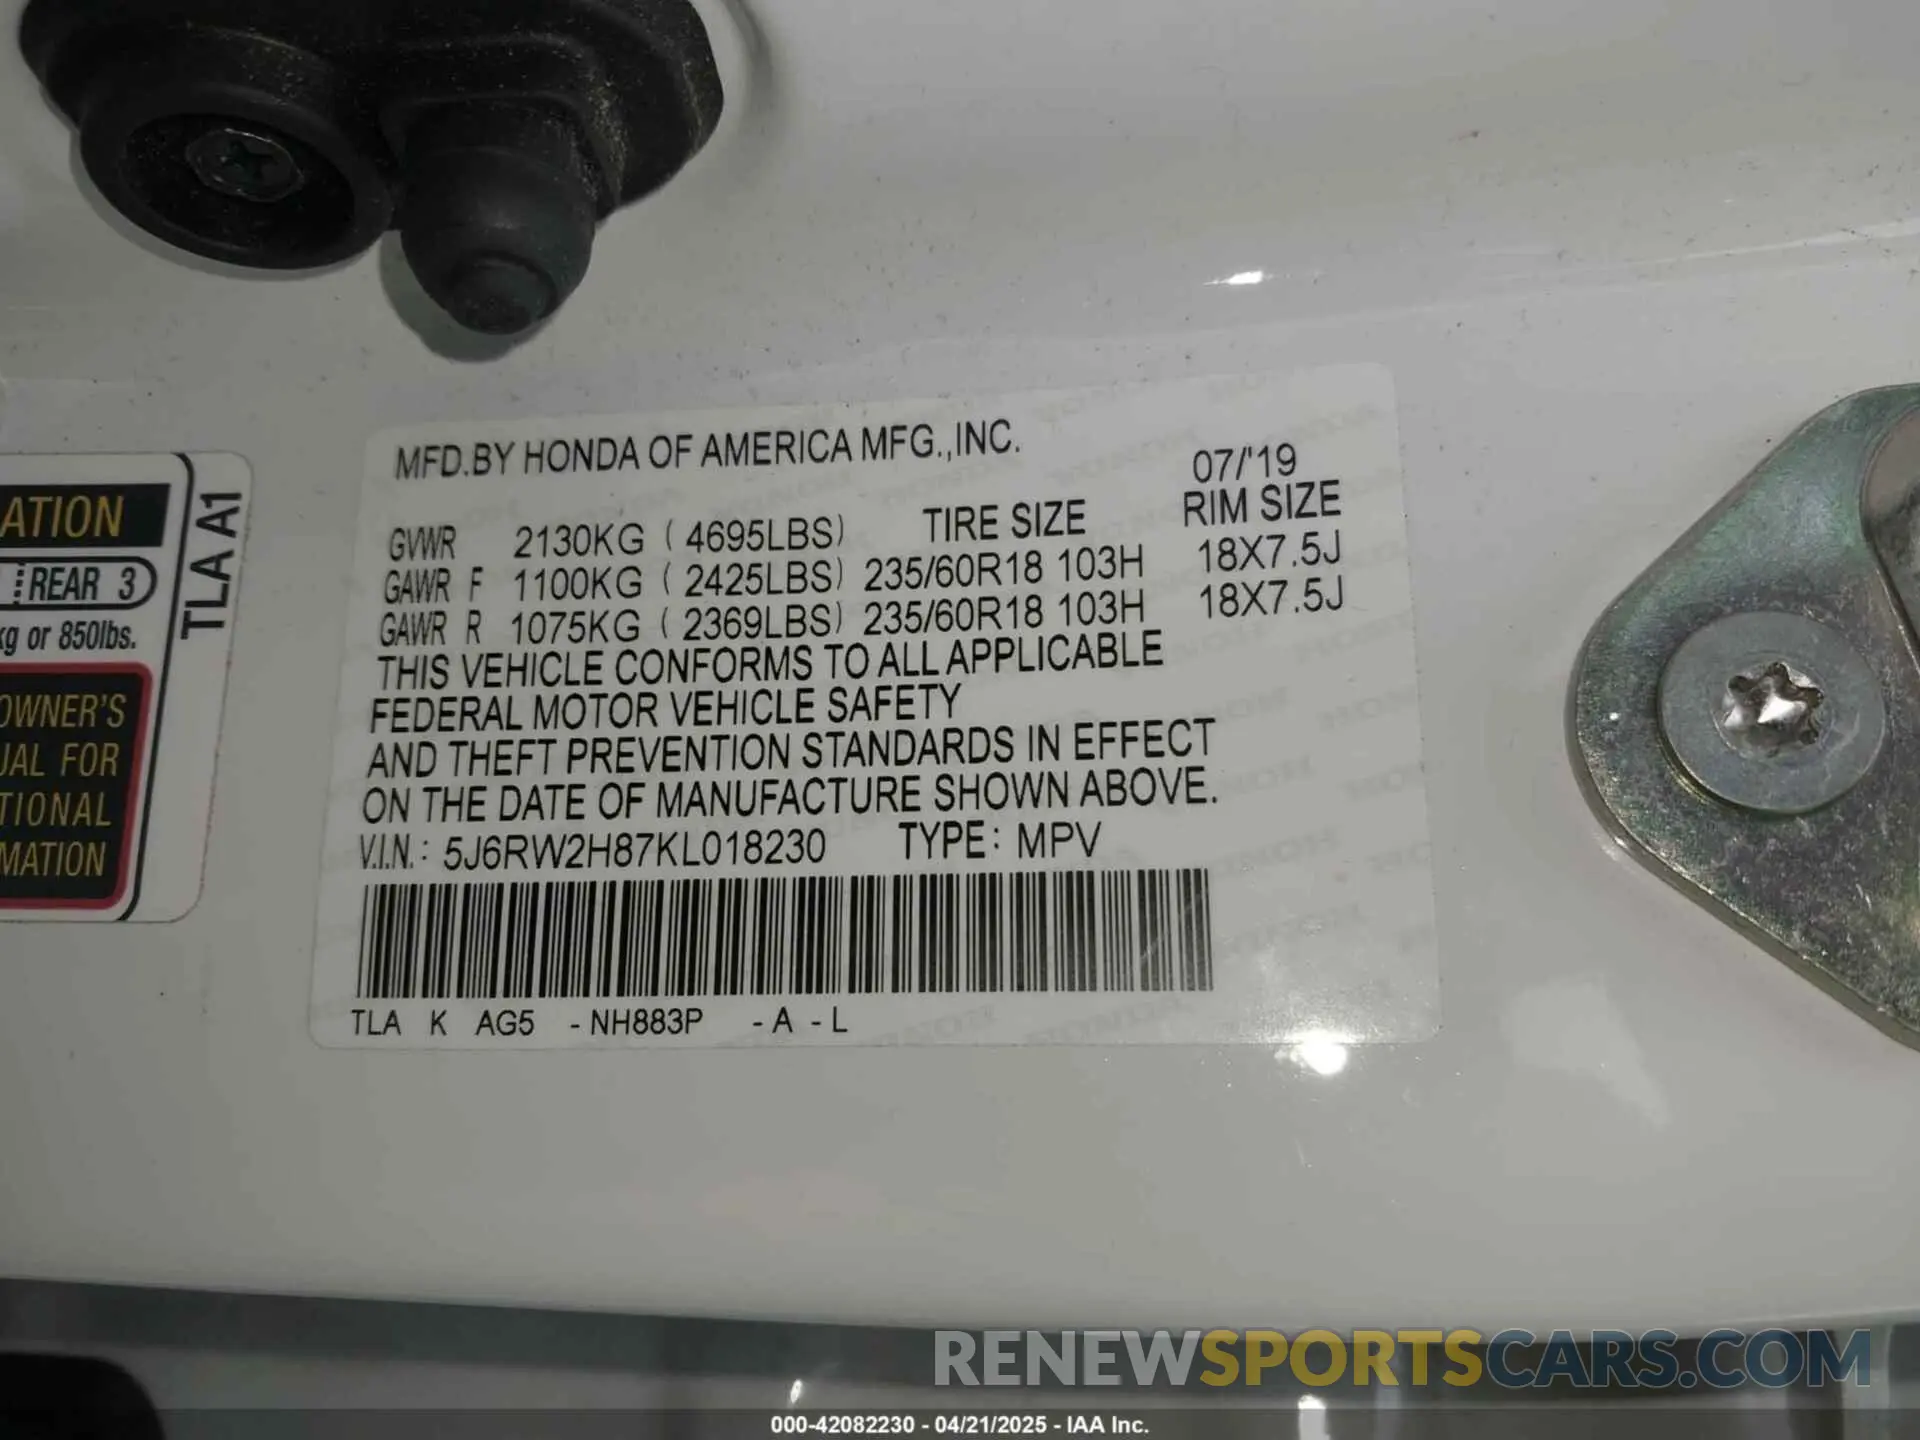 ATION
REAR 3
kg or 850lbs.
OWNER'S
UAL FOR
TIONAL
MATION
TLA A1
MFD.BY HONDA OF AMERICA MFG.,INC.
07/'19
GVWR 2130KG ( 4695LBS) TIRE SIZE RIM SIZE
GAWR F 1100KG ( 2425LBS) 235/60R18 103H 18X7.5J
GAWR R 1075KG ( 2369LBS) 235/60R18 103H 18X7.5J
THIS VEHICLE CONFORMS TO ALL APPLICABLE
FEDERAL MOTOR VEHICLE SAFETY
AND THEFT PREVENTION STANDARDS IN EFFECT
ON THE DATE OF MANUFACTURE SHOWN ABOVE.
V.I.N.: 5J6RW2H87KL018230 TYPE: MPV
TLA K AG5 -NH883P -A -L
RENEWSPORTSCARS.COM
000-42082230 - 04/21/2025 - IAA Inc.